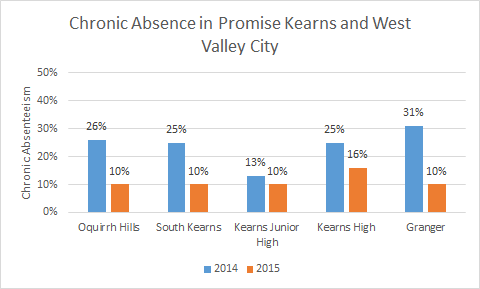 Chronic Absence in Promise Kearns and West
Valley City
Chronic Absenteeism
50%
40%
30%
20%
10%
0%
26%
10%
25%
10%
13%
10%
25%
16%
31%
10%
Oquirrh Hills
South Kearns
Kearns Junior
High
Kearns High
Granger
2014
2015